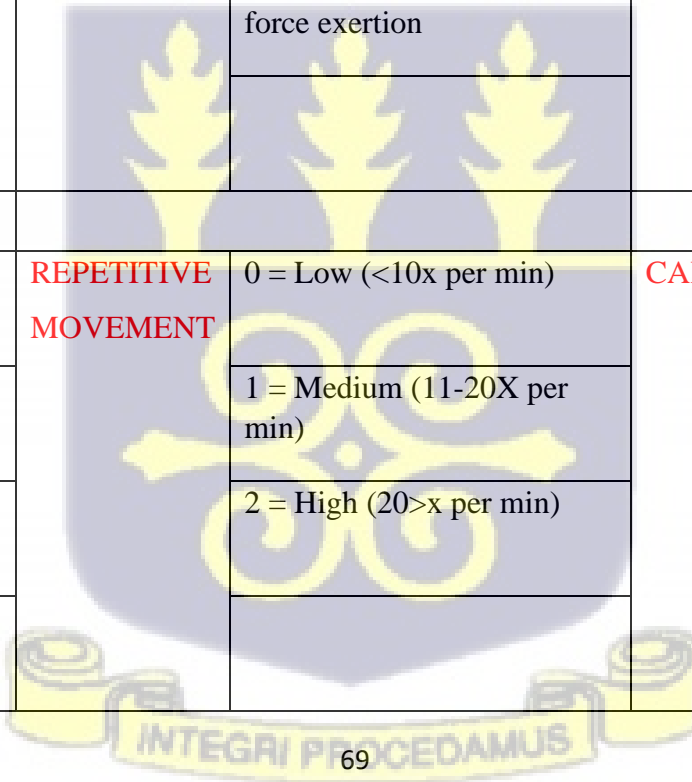 force exertion
REPETITIVE
MOVEMENT
0 = Low (<10x per min)
1 = Medium (11-20X per
min)
2 = High (20>x per min)
INTEGRI PROCEDAMUS
69